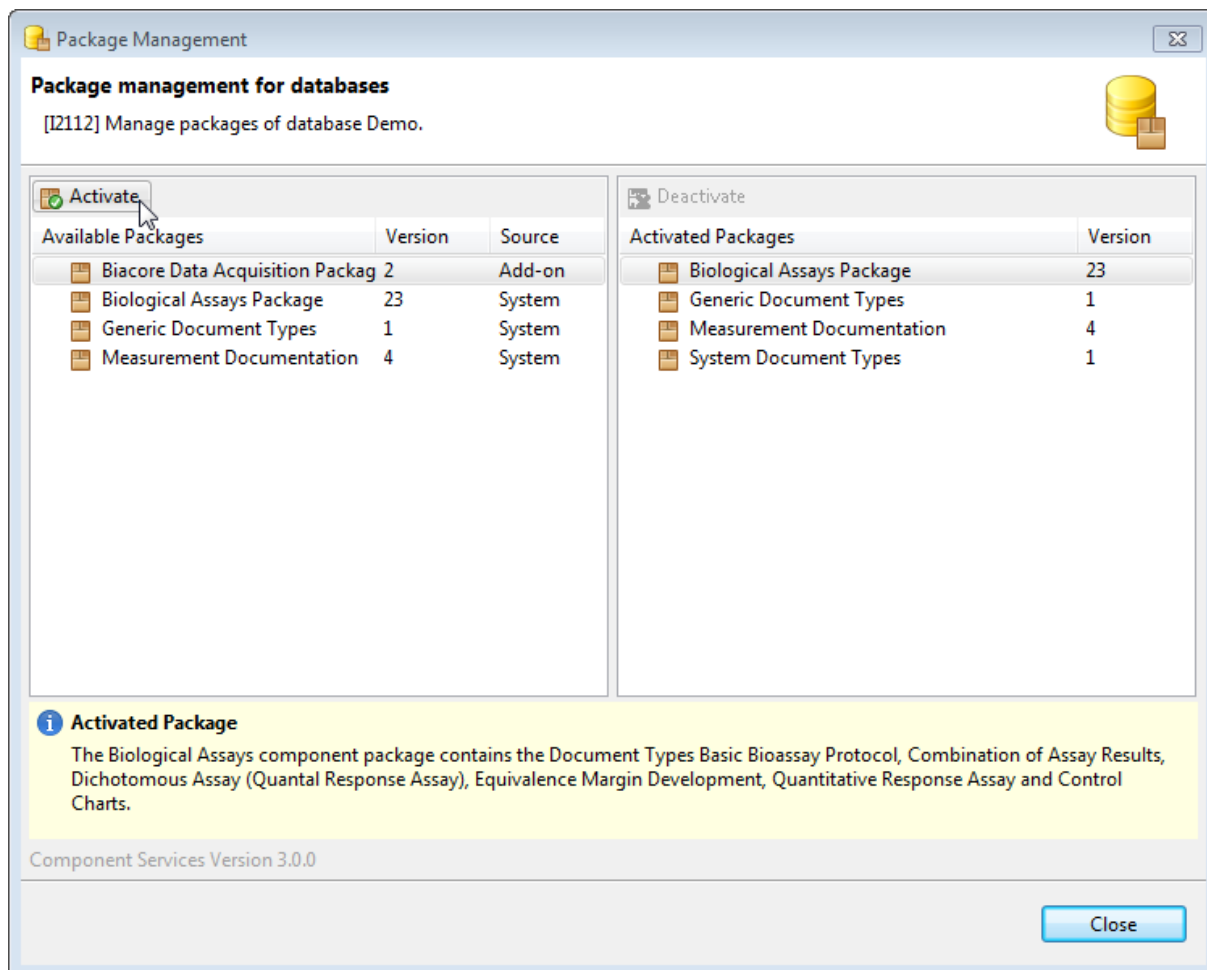 Package Management
Package management for databases
[I2112] Manage packages of database Demo.
Activate
Available Packages Version Source
Biacore Data Acquisition Packag 2 Add-on
Biological Assays Package 23 System
Generic Document Types 1 System
Measurement Documentation 4 System
Deactivate
Activated Packages Version
Biological Assays Package 23
Generic Document Types 1
Measurement Documentation 4
System Document Types 1
Activated Package
The Biological Assays component package contains the Document Types Basic Bioassay Protocol, Combination of Assay Results,
Dichotomous Assay (Quantal Response Assay), Equivalence Margin Development, Quantitative Response Assay and Control
Charts.
Component Services Version 3.0.0
Close